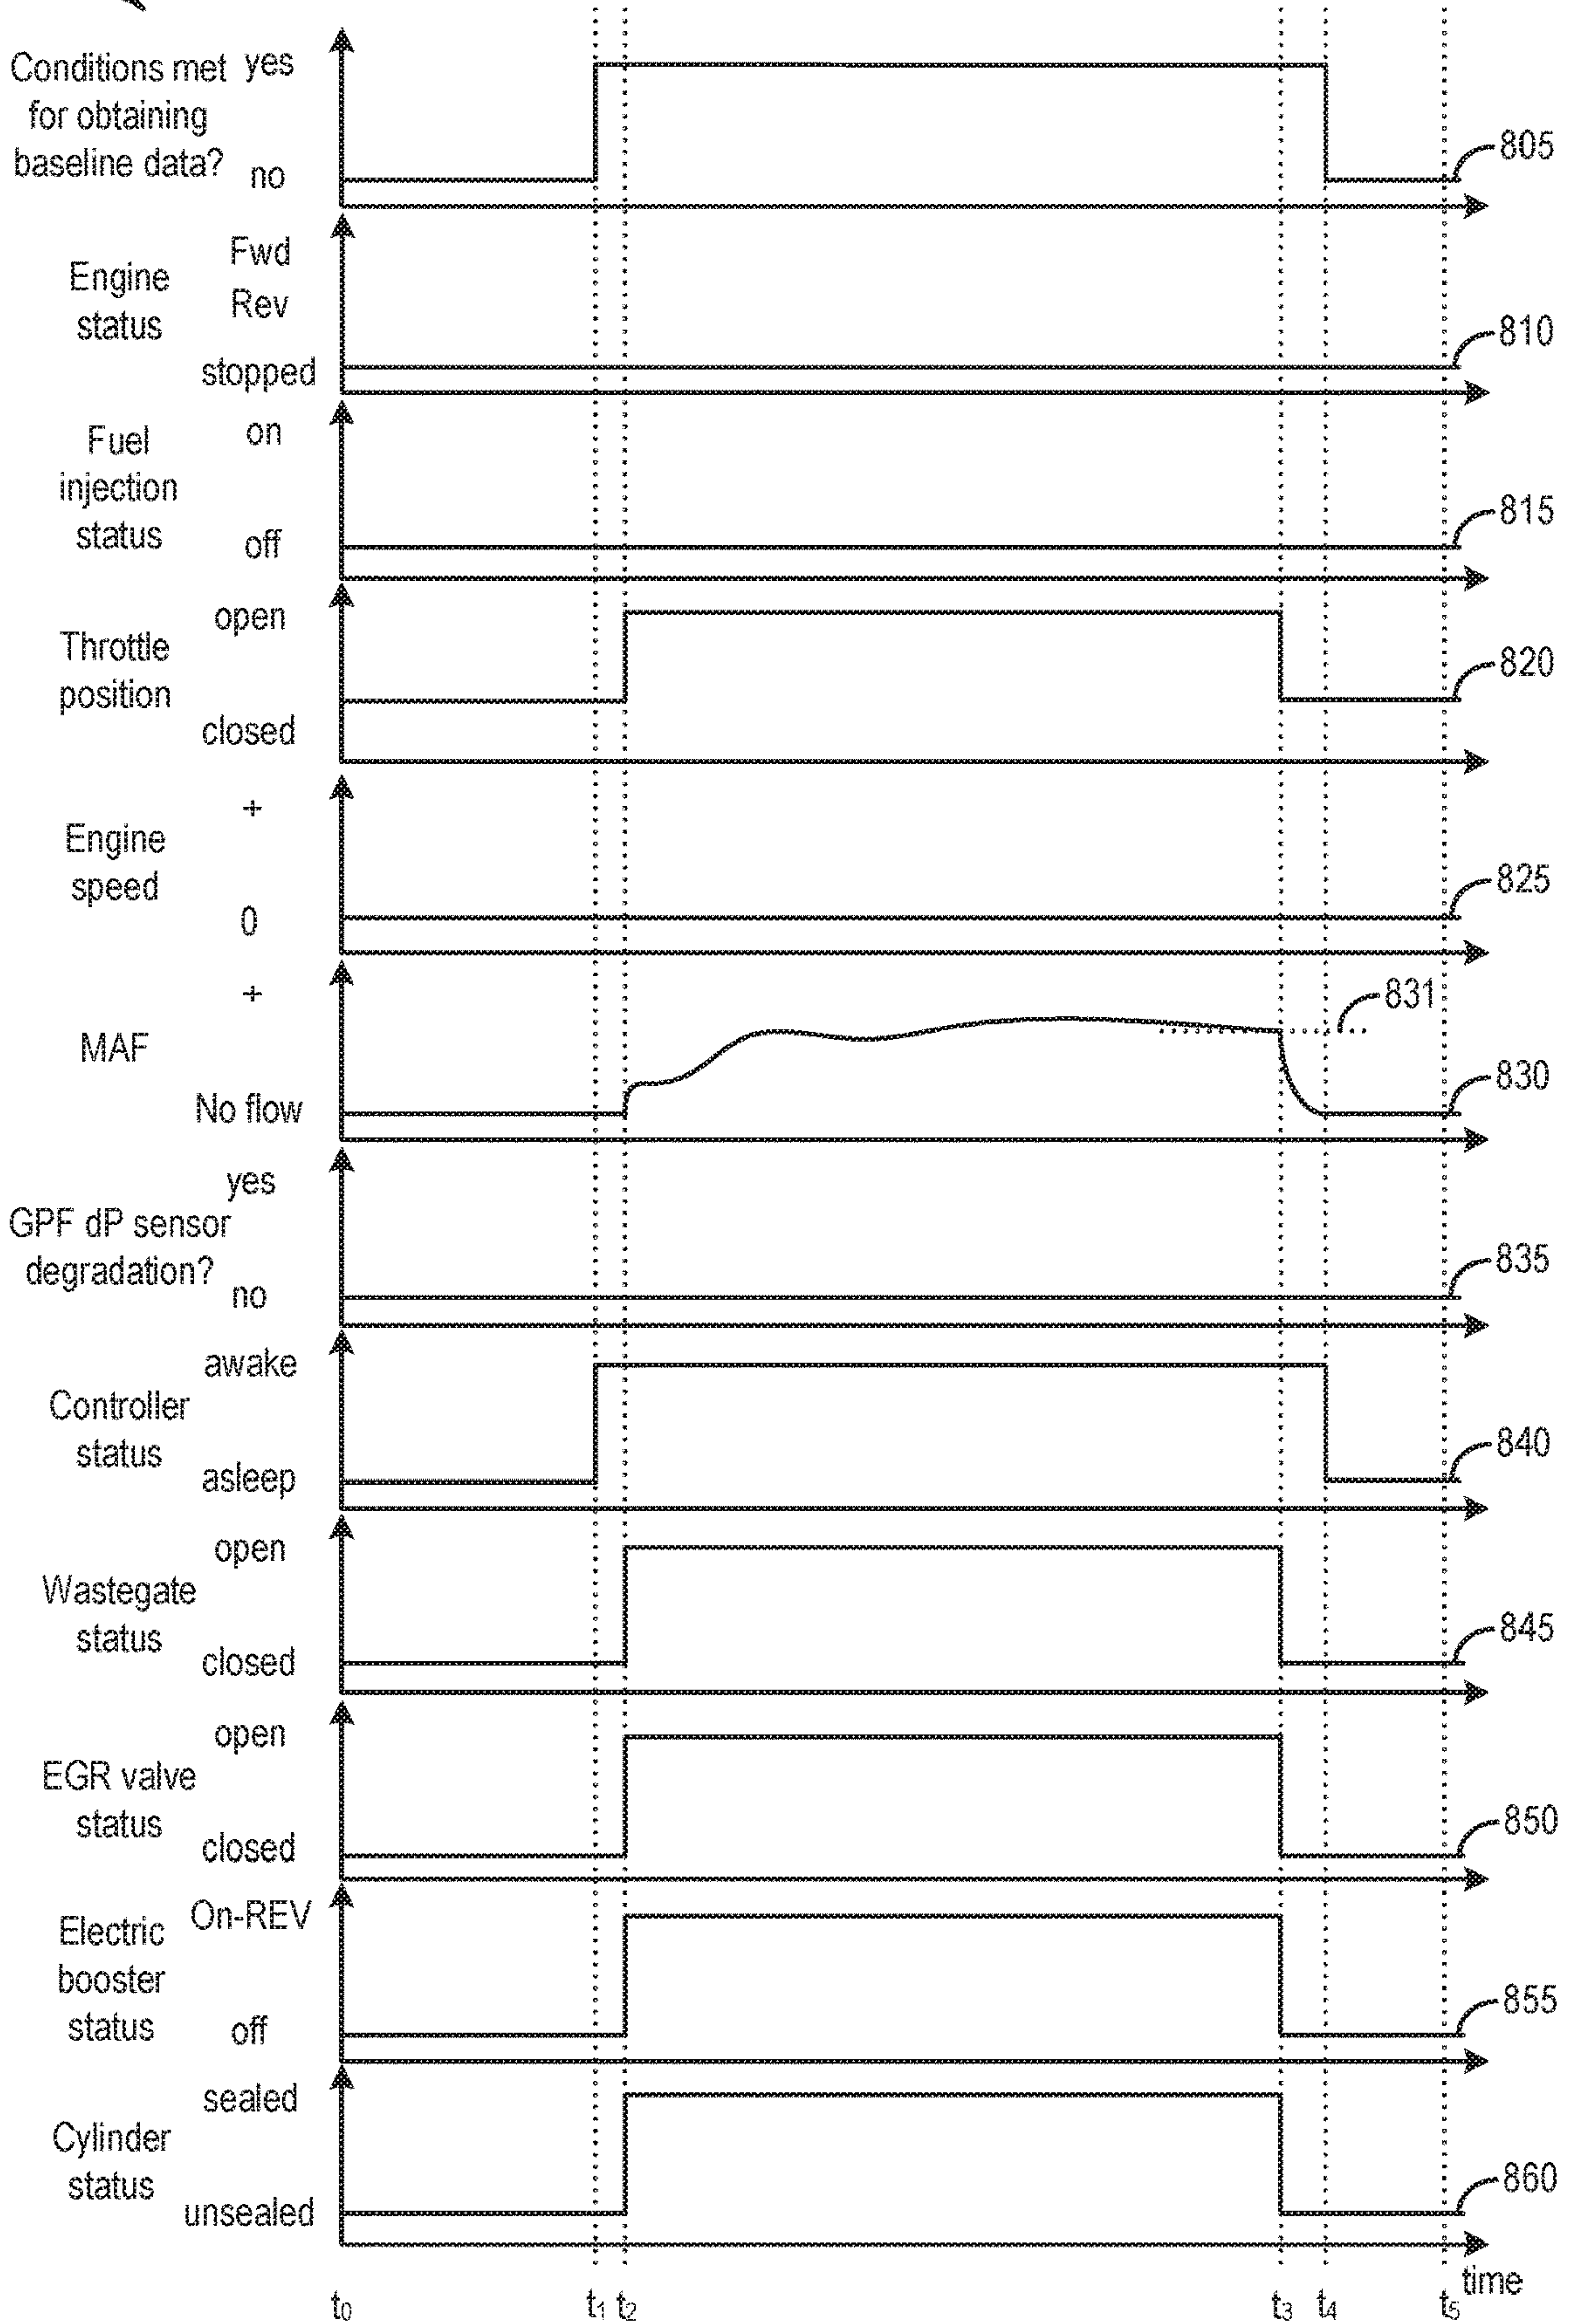 Conditions met yes
for obtaining
baseline data?
no
805
Fwd
Engine
Rev
status
810
stopped
on
Fuel
injection
815
status
off
open
Throttle
820
position
closed
+
Engine
speed
825
0
+
831
MAF
830
No flow
yes
GPF dP sensor
835
degradation?
no
awake
Controller
840
status
asleep
open
Wastegate
845
status
closed
open
EGR valve
850
status
closed
On-REV
Electric
booster
855
status
off
sealed
Cylinder
860
status
unsealed
time
t0 t1 t2 t3 t4 t5